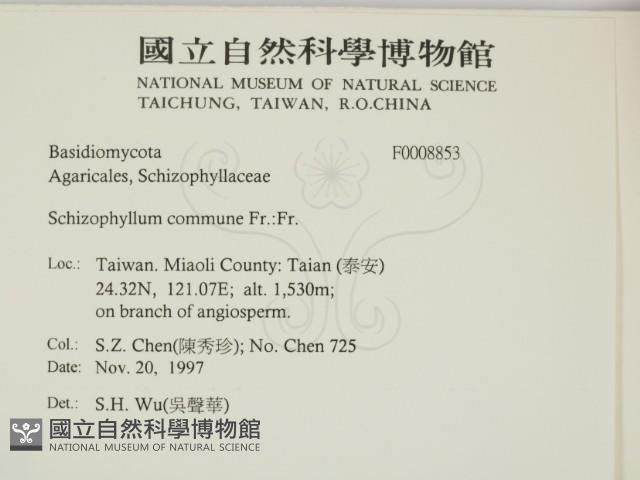 國立自然科學博物館
NATIONAL MUSEUM OF NATURAL SCIENCE
TAICHUNG, TAIWAN, R.O.CHINA
Basidiomycota F0008853
Agaricales, Schizophyllaceae
Schizophyllum commune Fr.:Fr.
Loc.: Taiwan. Miaoli County: Taian (泰安)
24.32N, 121.07E; alt. 1,530m;
on branch of angiosperm.
Col.: S.Z. Chen(陳秀珍); No. Chen 725
Date: Nov. 20, 1997
Det.: S.H. Wu(吳聲華)
國立自然科學博物館
NATIONAL MUSEUM OF NATURAL SCIENCE